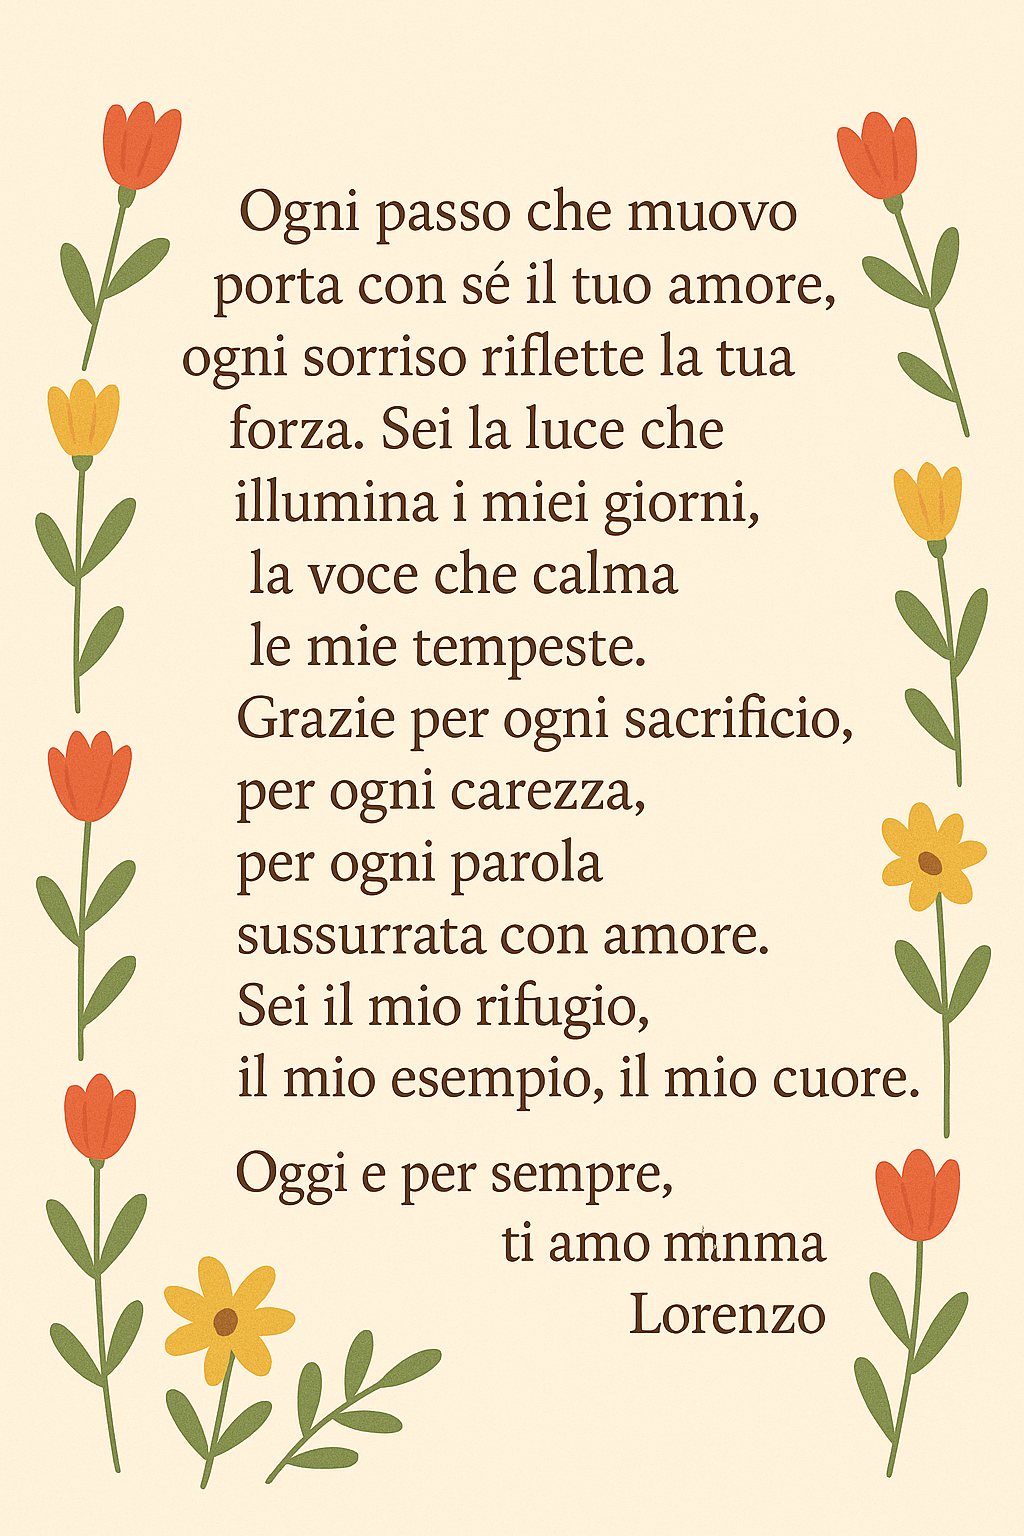 Ogni passo che muovo
porta con sé il tuo amore,
ogni sorriso riflette la tua
forza. Sei la luce che
illumina i miei giorni,
la voce che calma
le mie tempeste.
Grazie per ogni sacrificio,
per ogni carezza,
per ogni parola
sussurrata con amore.
Sei il mio rifugio,
il mio esempio, il mio cuore.
Oggi e per sempre,
ti amo
Lorenzo